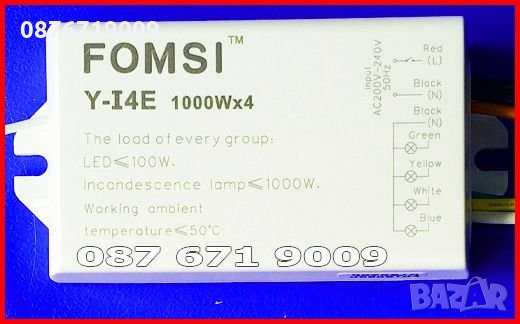 0876719009
FOMSI™
Y-I4E 1000Wx4
The load of every group:
LED≤100W.
Incandescence lamp≤1000W.
Working ambient
temperature≤50℃
Input
AC200V-240V
50Hz
Red
(L)
Black
(N)
Black
(N)
Green
Yellow
White
Blue
087 671 9009
BAZAR